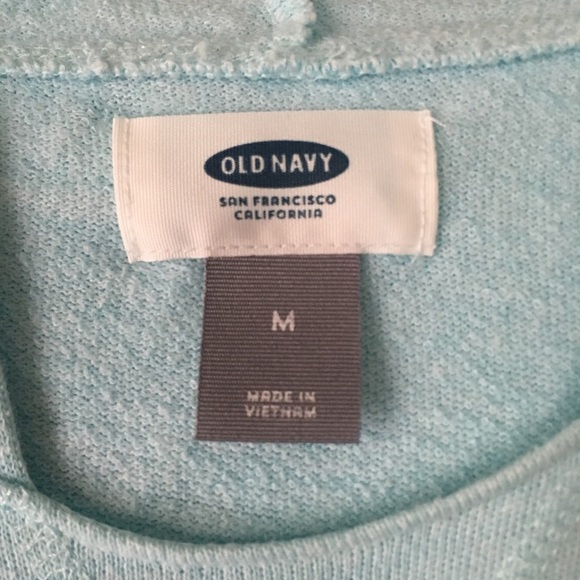 OLD NAVY
SAN FRANCISCO
CALIFORNIA
M
MADE IN
VIETNAM